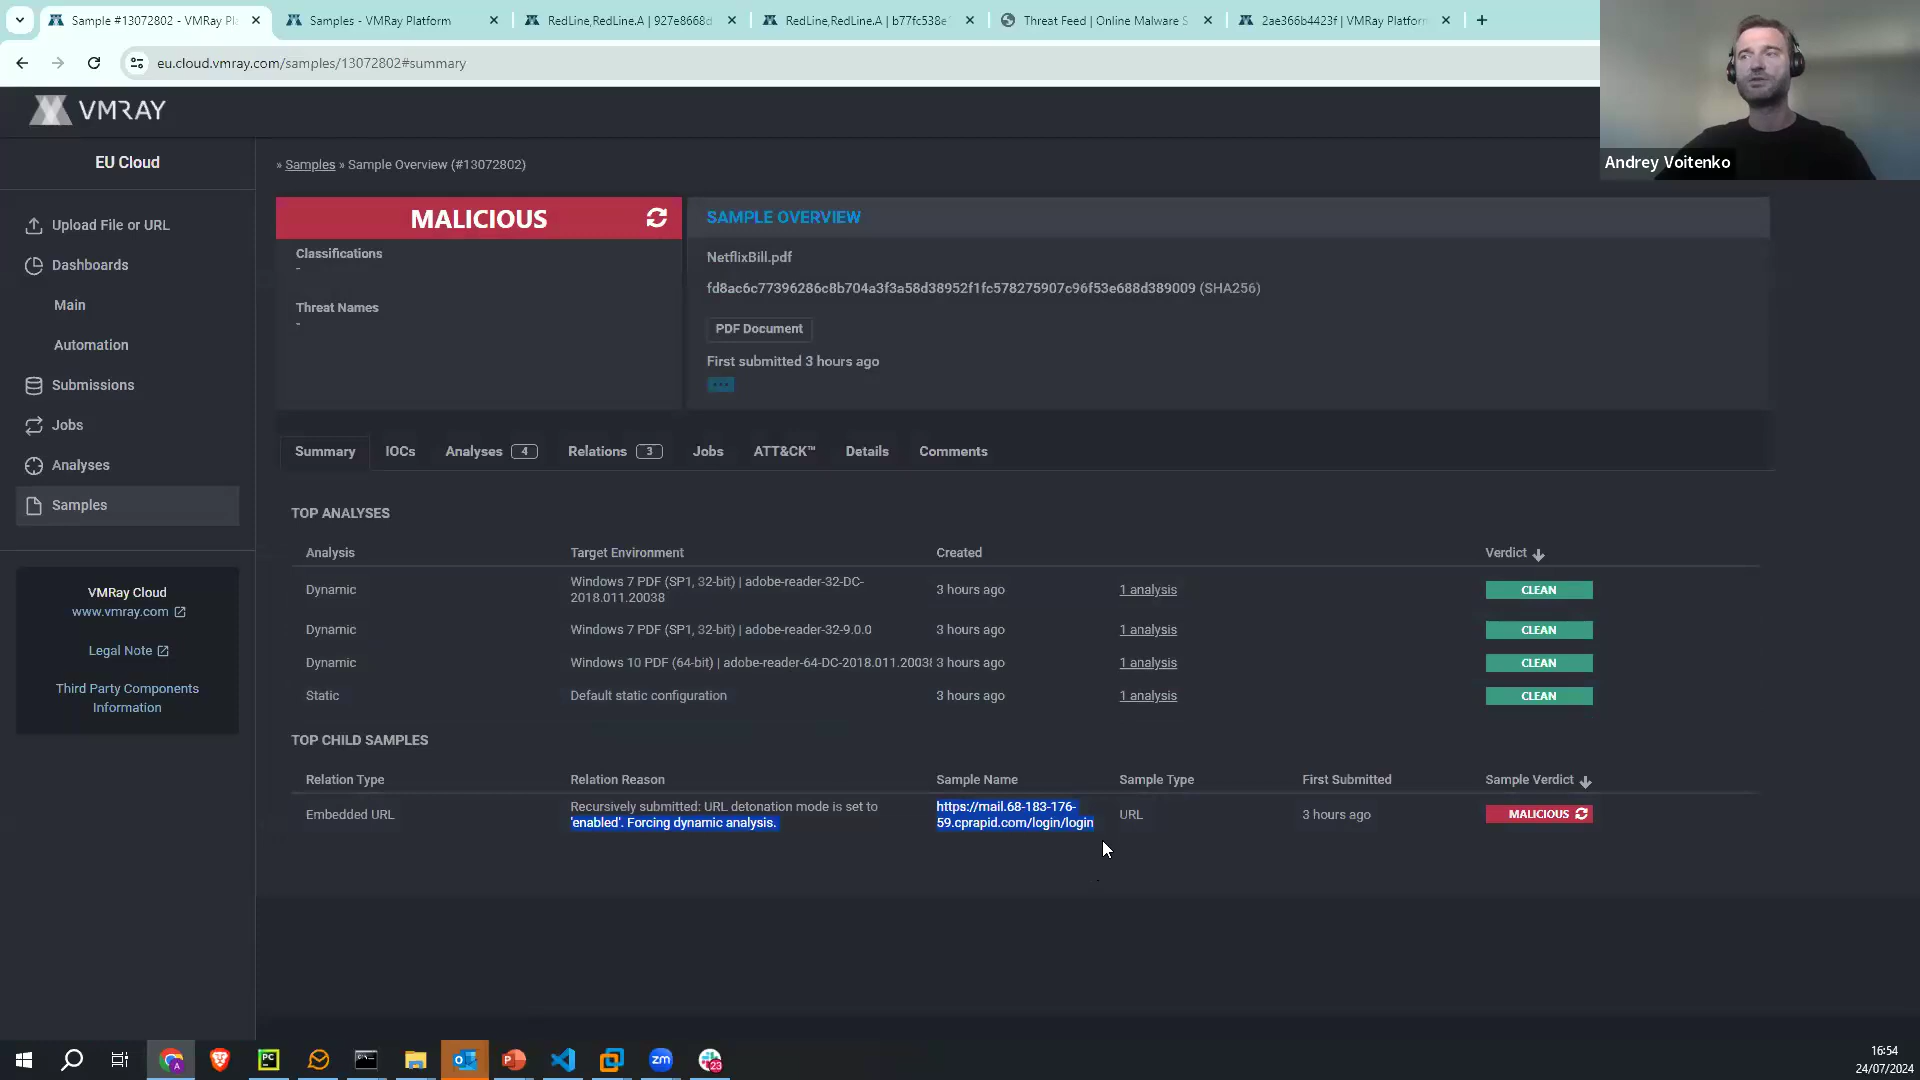 Sample #13072802 - VMRay Pl
Samples - VMRay Platform
RedLine,RedLine.A | 927e8668d
RedLine,RedLine.A | b77fc538e
Threat Feed | Online Malware S
2ae366b4423f | VMRay Platform
eu.cloud.vmray.com/samples/13072802#summary
Andrey Voitenko
VMRAY
EU Cloud
Upload File or URL
Dashboards
Main
Automation
Submissions
Jobs
Analyses
Samples
VMRay Cloud
www.vmray.com
Legal Note
Third Party Components
Information
» Samples » Sample Overview (#13072802)
MALICIOUS
Classifications
-
Threat Names
-
SAMPLE OVERVIEW
NetflixBill.pdf
fd8ac6c77396286c8b704a3f3a58d38952f1fc578275907c96f53e688d389009 (SHA256)
PDF Document
First submitted 3 hours ago
Summary IOCs Analyses 4 Relations 3 Jobs ATT&CK™ Details Comments
TOP ANALYSES
Analysis Target Environment Created Verdict
Dynamic Windows 7 PDF (SP1, 32-bit) | adobe-reader-32-DC-
2018.011.20038 3 hours ago 1 analysis CLEAN
Dynamic Windows 7 PDF (SP1, 32-bit) | adobe-reader-32-9.0.0 3 hours ago 1 analysis CLEAN
Dynamic Windows 10 PDF (64-bit) | adobe-reader-64-DC-2018.011.20038 3 hours ago 1 analysis CLEAN
Static Default static configuration 3 hours ago 1 analysis CLEAN
TOP CHILD SAMPLES
Relation Type Relation Reason Sample Name Sample Type First Submitted Sample Verdict
Embedded URL Recursively submitted: URL detonation mode is set to
'enabled'. Forcing dynamic analysis. https://mail.68-183-176-
59.cprapid.com/login/login URL 3 hours ago MALICIOUS
PC
zm
23
16:54
24/07/2024